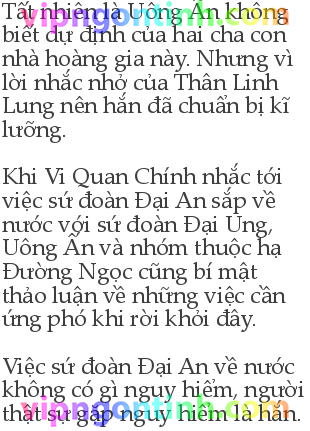 Tất nhiên là Uông Ấn không
vipngontinh.com
biết dự định của hai cha con
nhà hoàng gia này. Nhưng vì
lời nhắc nhở của Thân Linh
Lung nên hắn đã chuẩn bị kĩ
lưỡng.
Khi Vi Quan Chính nhắc tới
việc sứ đoàn Đại An sắp về
nước với sứ đoàn Đại Ung,
Uông Ấn và nhóm thuộc hạ
Đường Ngọc cũng bí mật
thảo luận về những việc cần
ứng phó khi rời khỏi đây.
Việc sứ đoàn Đại An về nước
không có gì nguy hiểm, người
thật sự gặp nguy hiểm là hắn.
vipngontinh.com